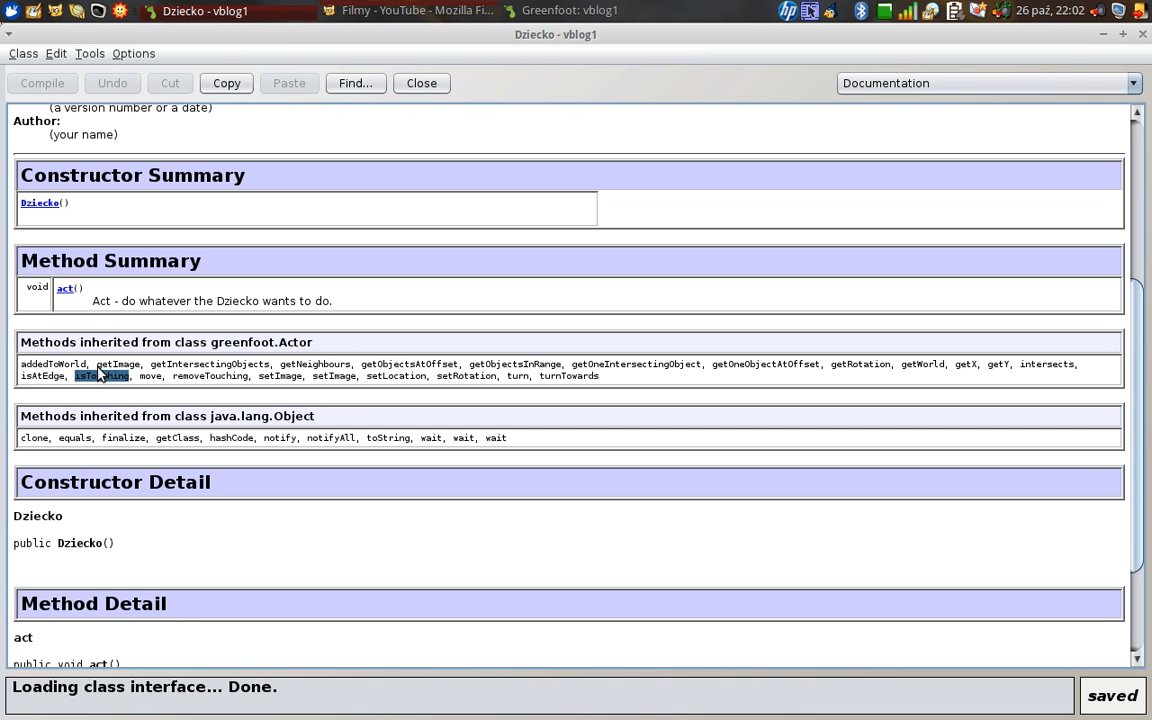 Dziecko - vblog1
Filmy - YouTube - Mozilla Fi...
Greenfoot: vblog1
26 paź, 22:02
Dziecko - vblog1
Class Edit Tools Options
Compile Undo Cut Copy Paste Find... Close Documentation
(a version number or a date)
Author:
(your name)
Constructor Summary
Dziecko()
Method Summary
void act()
Act - do whatever the Dziecko wants to do.
Methods inherited from class greenfoot.Actor
addedToWorld, getImage, getIntersectingObjects, getNeighbours, getObjectsAtOffset, getObjectsInRange, getOneIntersectingObject, getOneObjectAtOffset, getRotation, getWorld, getX, getY, intersects,
isAtEdge, isTouching, move, removeTouching, setImage, setImage, setLocation, setRotation, turn, turnTowards
Methods inherited from class java.lang.Object
clone, equals, finalize, getClass, hashCode, notify, notifyAll, toString, wait, wait, wait
Constructor Detail
Dziecko
public Dziecko()
Method Detail
act
public void act()
Loading class interface... Done.
saved